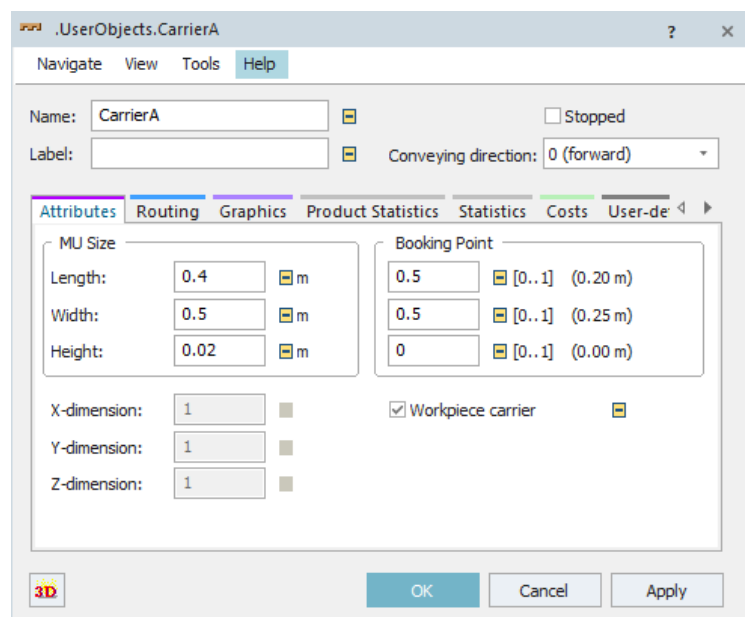 .UserObjects.CarrierA ? ×
Navigate View Tools Help
Name: CarrierA Stopped
Label: Conveying direction: 0 (forward)
Attributes Routing Graphics Product Statistics Statistics Costs User-de
MU Size Booking Point
Length: 0.4 m 0.5 [0..1] (0.20 m)
Width: 0.5 m 0.5 [0..1] (0.25 m)
Height: 0.02 m 0 [0..1] (0.00 m)
X-dimension: 1 Workpiece carrier
Y-dimension: 1
Z-dimension: 1
3D OK Cancel Apply